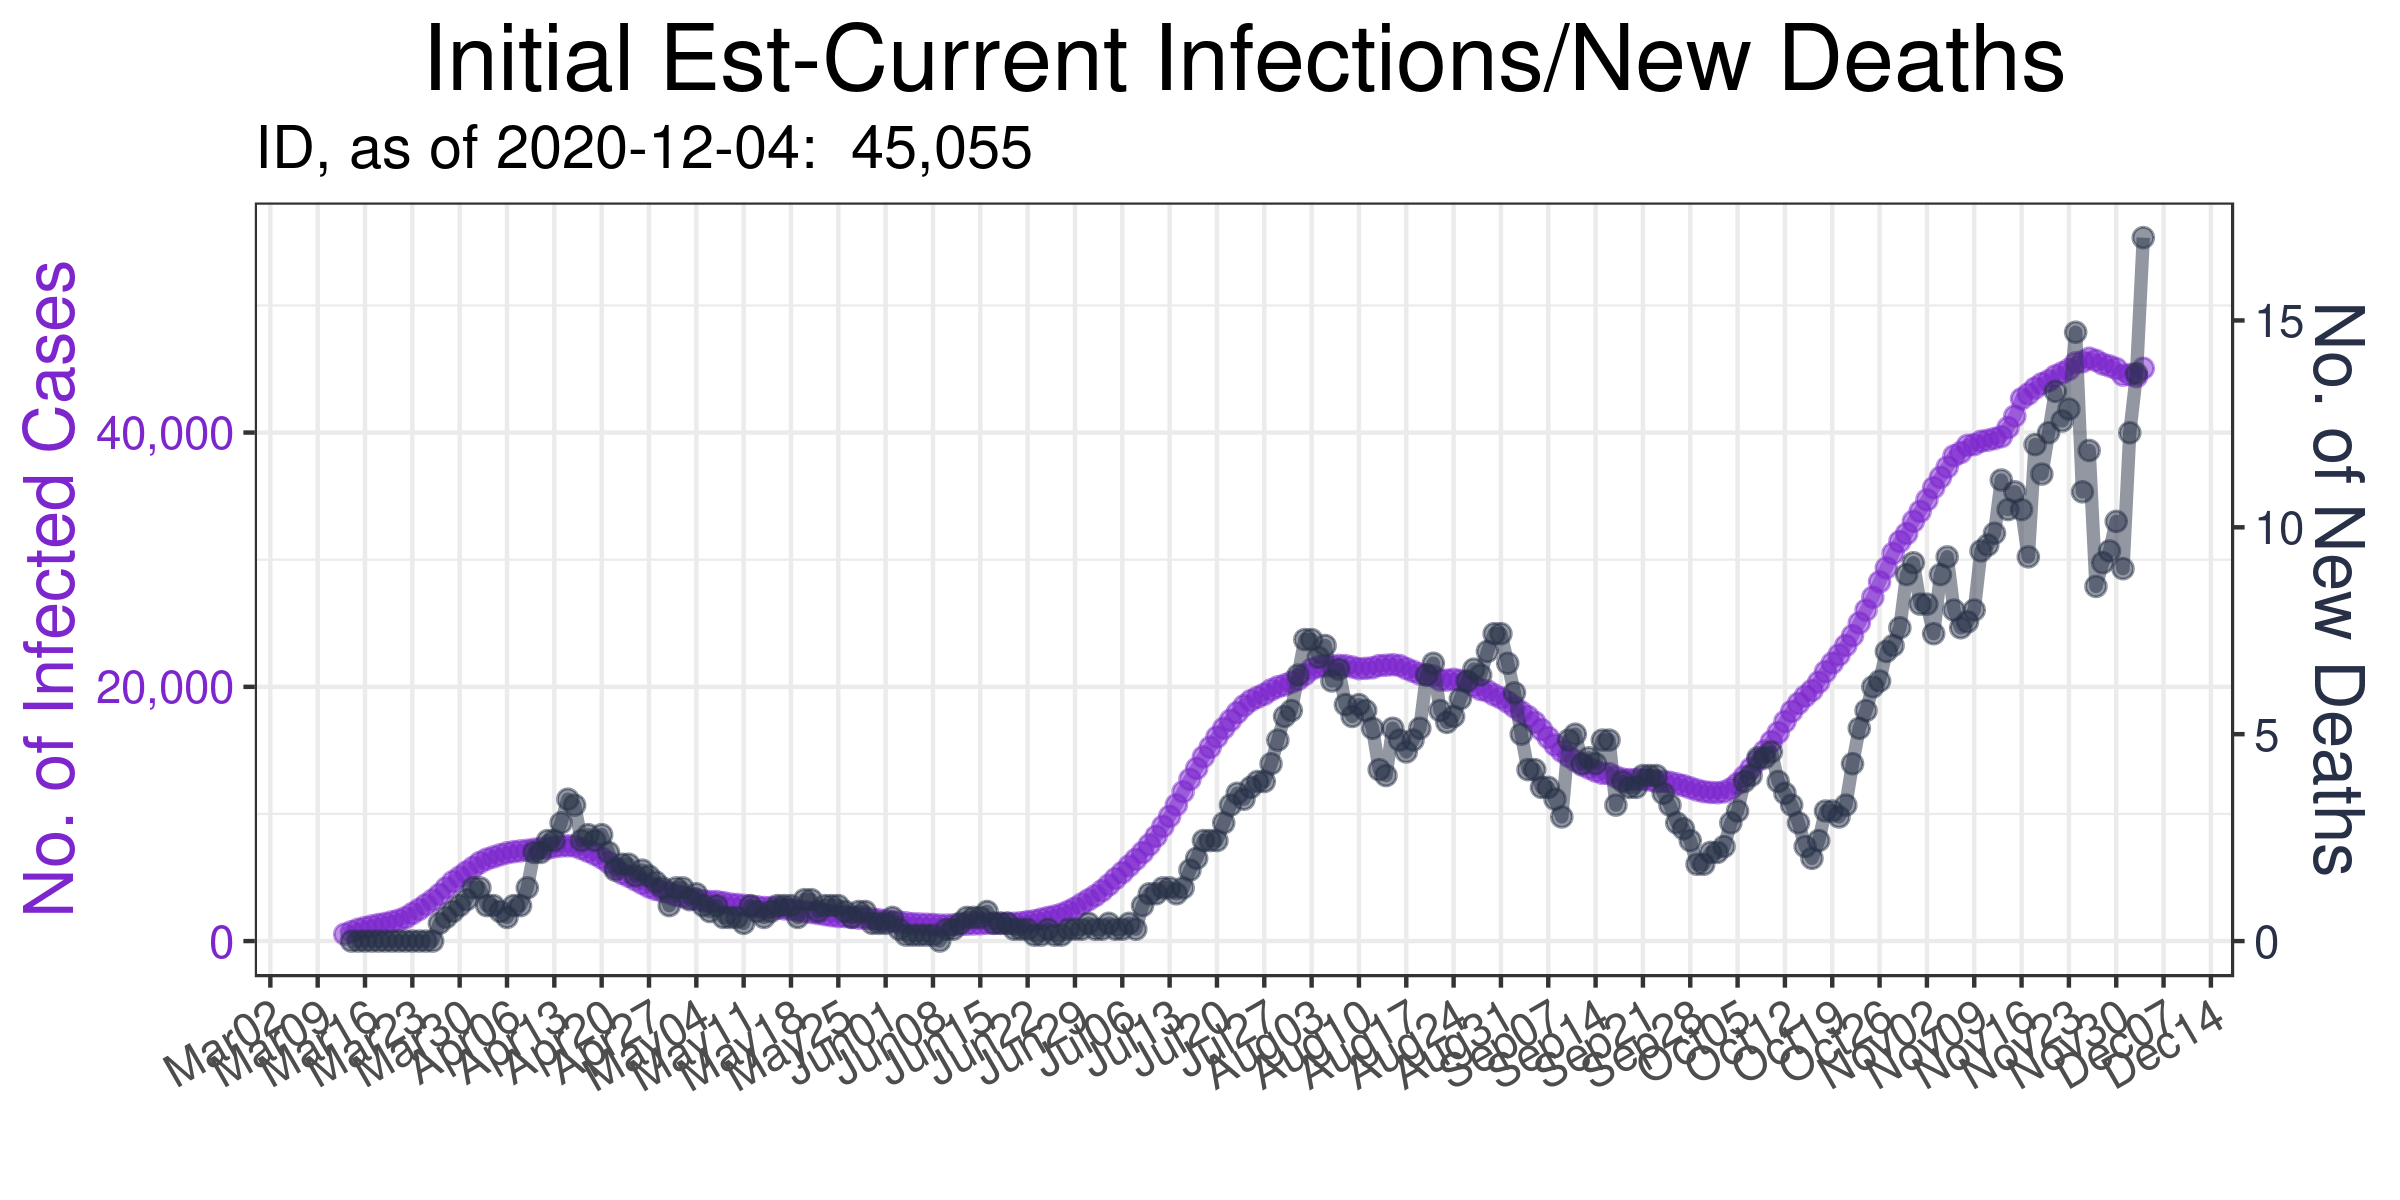 Initial Est-Current Infections/New Deaths
ID, as of 2020-12-04:  45,055
No. of Infected Cases
40,000
20,000
0
15
10
5
0
No. of New Deaths
Mar02
Mar09
Mar16
Mar23
Mar30
Apr06
Apr13
Apr20
Apr27
May04
May11
May18
May25
Jun01
Jun08
Jun15
Jun22
Jun29
Jul06
Jul13
Jul20
Jul27
Aug03
Aug10
Aug17
Aug24
Aug31
Sep07
Sep14
Sep21
Sep28
Oct05
Oct12
Oct19
Oct26
Nov02
Nov09
Nov16
Nov23
Nov30
Dec07
Dec14